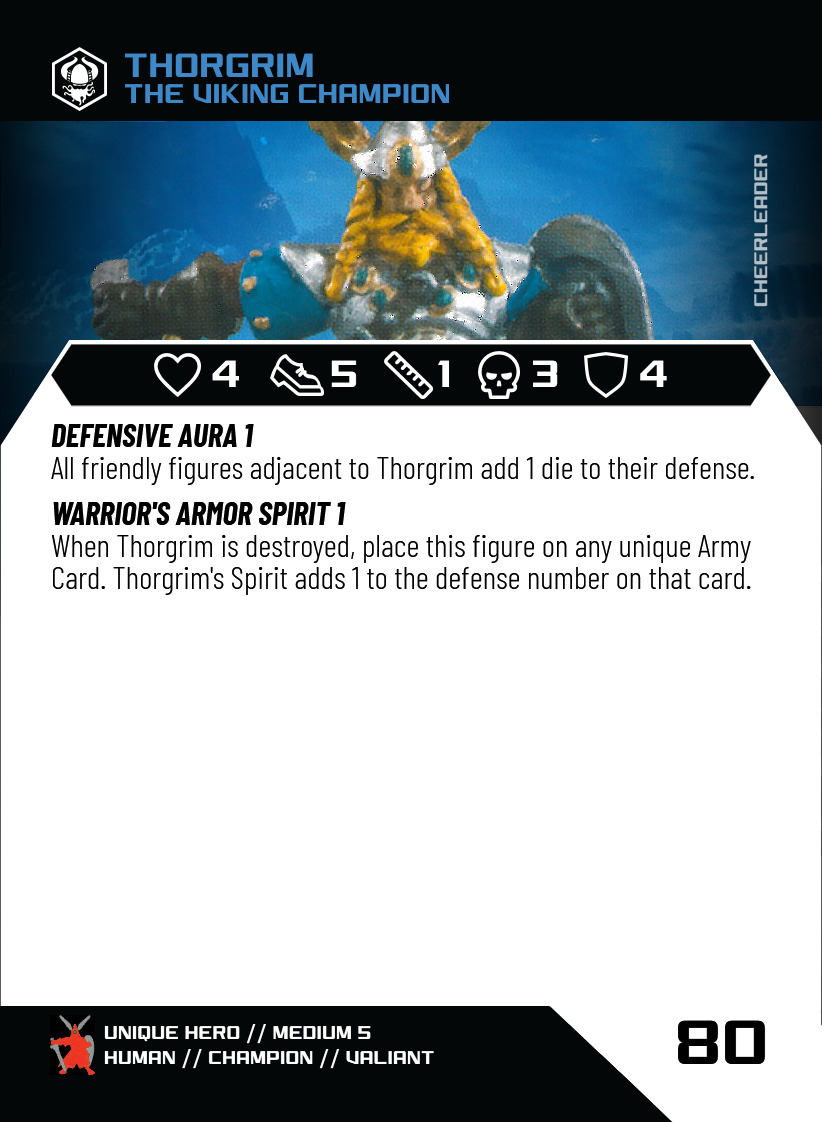 THORGRIM
THE VIKING CHAMPION
CHEERLEADER
4 5 1 3 4
DEFENSIVE AURA 1
All friendly figures adjacent to Thorgrim add 1 die to their defense.
WARRIOR'S ARMOR SPIRIT 1
When Thorgrim is destroyed, place this figure on any unique Army
Card. Thorgrim's Spirit adds 1 to the defense number on that card.
UNIQUE HERO // MEDIUM 5
HUMAN // CHAMPION // VALIANT
80